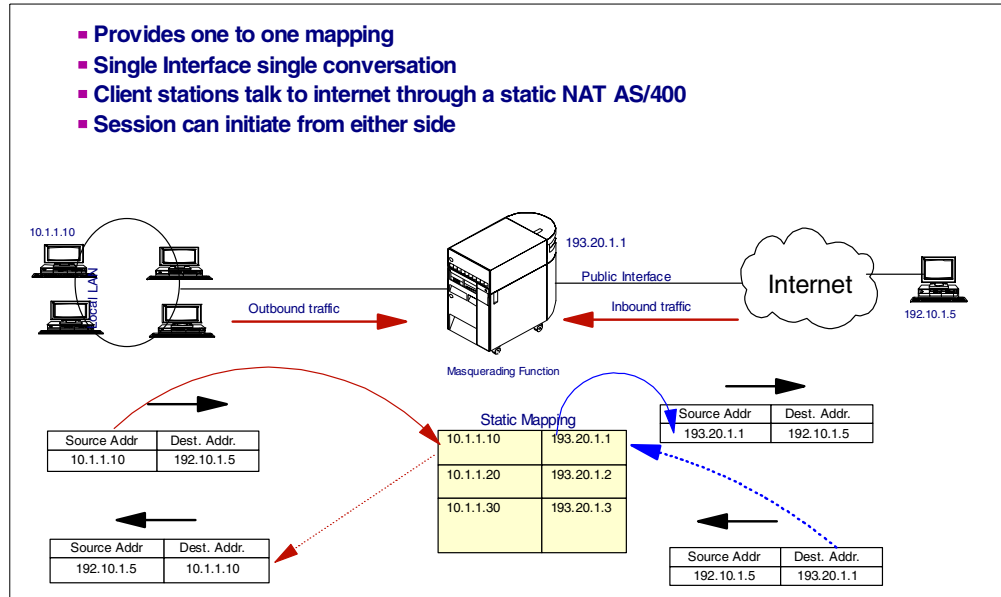 Provides one to one mapping
Single Interface single conversation
Client stations talk to internet through a static NAT AS/400
Session can initiate from either side
10.1.1.10
193.20.1.1
Local LAN
Public Interface
Internet
Outbound traffic
Inbound traffic
192.10.1.5
Masquerading Function
Static Mapping
Source Addr Dest. Addr.
193.20.1.1 192.10.1.5
Source Addr Dest. Addr.
10.1.1.10 192.10.1.5
10.1.1.10 193.20.1.1
10.1.1.20 193.20.1.2
10.1.1.30 193.20.1.3
Source Addr Dest. Addr.
192.10.1.5 10.1.1.10
Source Addr Dest. Addr.
192.10.1.5 193.20.1.1